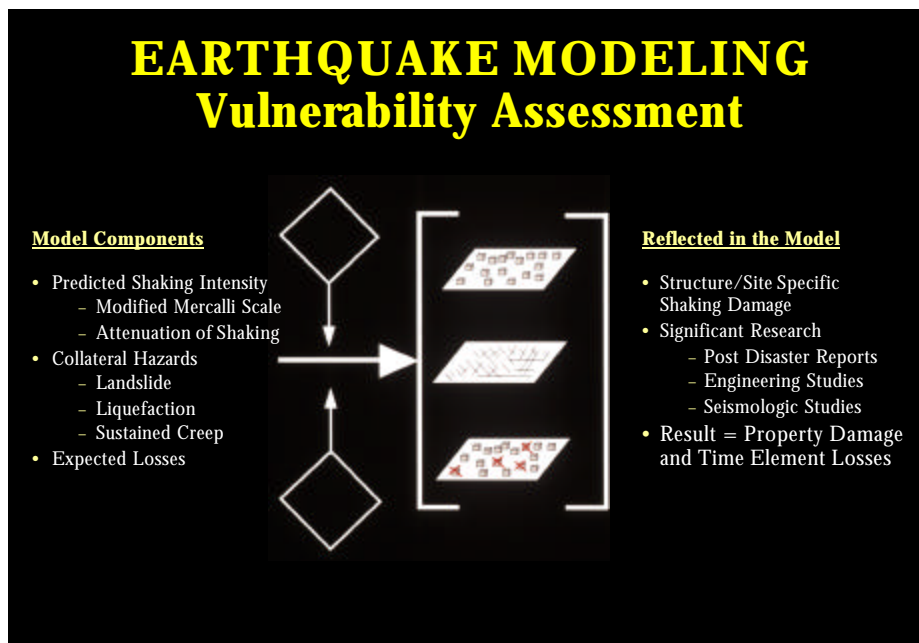 EARTHQUAKE MODELING
Vulnerability Assessment
Model Components
• Predicted Shaking Intensity
– Modified Mercalli Scale
– Attenuation of Shaking
• Collateral Hazards
– Landslide
– Liquefaction
– Sustained Creep
• Expected Losses
Reflected in the Model
• Structure/Site Specific
Shaking Damage
• Significant Research
– Post Disaster Reports
– Engineering Studies
– Seismologic Studies
• Result = Property Damage
and Time Element Losses